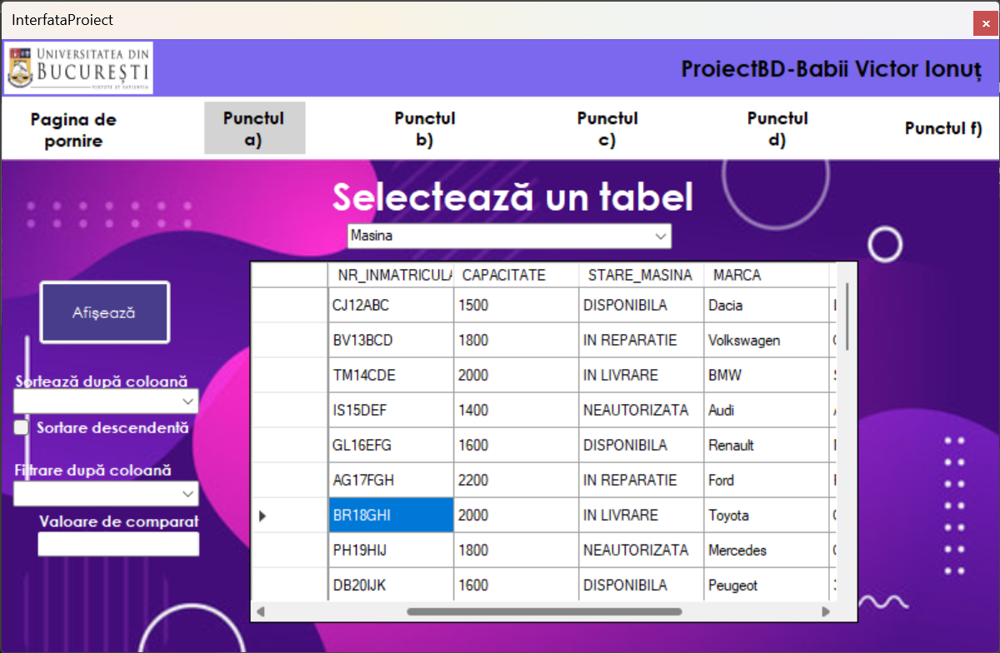 InterfataProiect
UNIVERSITATEA DIN
BUCUREȘTI
VIRTUTE ET SAPIENTIA
ProiectBD-Babii Victor Ionuț
Pagina de
pornire
Punctul
a)
Punctul
b)
Punctul
c)
Punctul
d)
Punctul f)
Selectează un tabel
Masina
Afișează
Sortează după coloană
Sortare descendentă
Filtrare după coloană
Valoare de comparat
NR_INMATRICULA CAPACITATE STARE_MASINA MARCA
CJ12ABC 1500 DISPONIBILA Dacia
BV13BCD 1800 IN REPARATIE Volkswagen
TM14CDE 2000 IN LIVRARE BMW
IS15DEF 1400 NEAUTORIZATA Audi
GL16EFG 1600 DISPONIBILA Renault
AG17FGH 2200 IN REPARATIE Ford
BR18GHI 2000 IN LIVRARE Toyota
PH19HIJ 1800 NEAUTORIZATA Mercedes
DB20IJK 1600 DISPONIBILA Peugeot